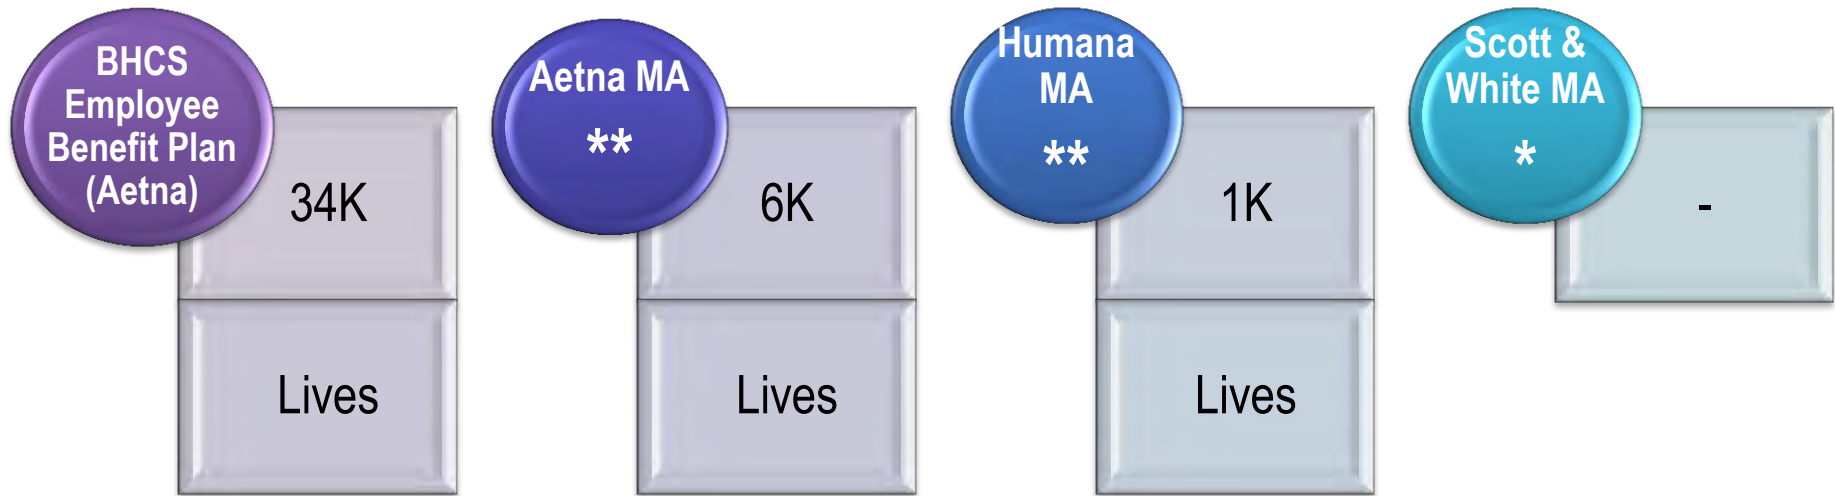 BHCS
Employee
Benefit Plan
(Aetna)
34K
Lives
Aetna MA
**
6K
Lives
Humana
MA
**
1K
Lives
Scott &
White MA
*
-